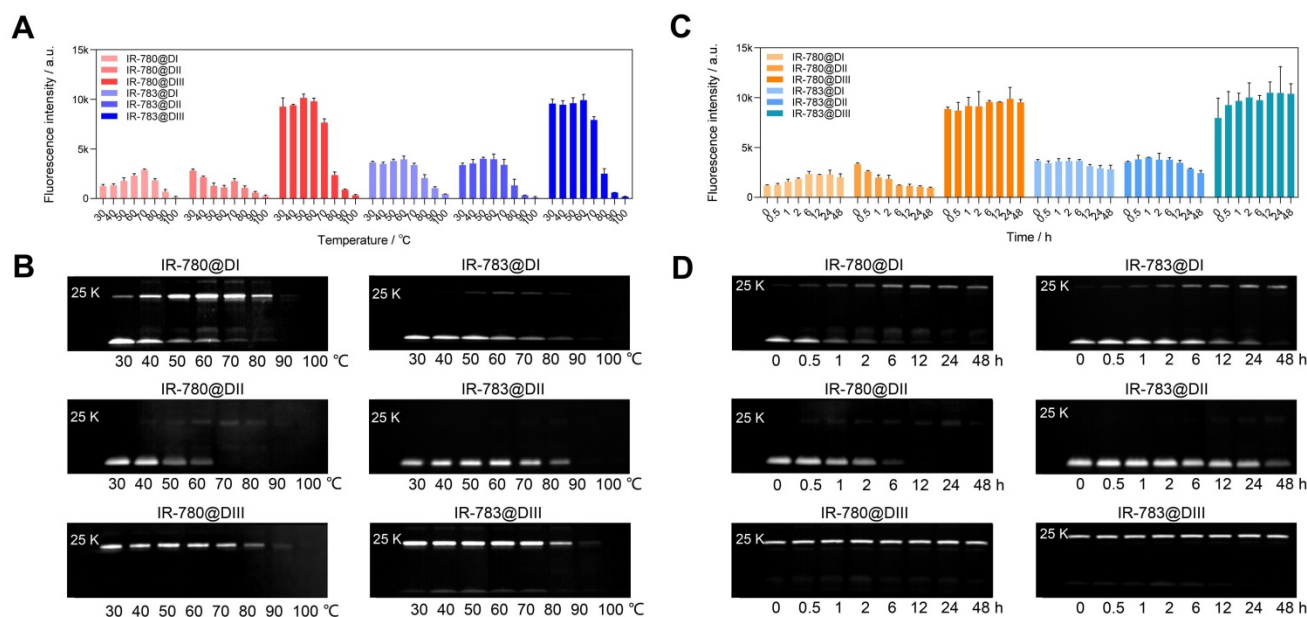 A
Fluorescence intensity / a.u.
15k
10k
5k
0
IR-780@DI
IR-780@DII
IR-780@DIII
IR-783@DI
IR-783@DII
IR-783@DIII
30 40 50 60 70 80 90 100 30 40 50 60 70 80 90 100 30 40 50 60 70 80 90 100 30 40 50 60 70 80 90 100 30 40 50 60 70 80 90 100 30 40 50 60 70 80 90 100
Temperature / °C
B
IR-780@DI
25 K
30 40 50 60 70 80 90 100 °C
IR-783@DI
25 K
30 40 50 60 70 80 90 100 °C
IR-780@DII
25 K
30 40 50 60 70 80 90 100 °C
IR-783@DII
25 K
30 40 50 60 70 80 90 100 °C
IR-780@DIII
25 K
30 40 50 60 70 80 90 100 °C
IR-783@DIII
25 K
30 40 50 60 70 80 90 100 °C
C
Fluorescence intensity / a.u.
15k
10k
5k
0
IR-780@DI
IR-780@DII
IR-780@DIII
IR-783@DI
IR-783@DII
IR-783@DIII
0 0.5 1 2 6 12 24 48 0 0.5 1 2 6 12 24 48 0 0.5 1 2 6 12 24 48 0 0.5 1 2 6 12 24 48 0 0.5 1 2 6 12 24 48 0 0.5 1 2 6 12 24 48
Time / h
D
IR-780@DI
25 K
0 0.5 1 2 6 12 24 48 h
IR-783@DI
25 K
0 0.5 1 2 6 12 24 48 h
IR-780@DII
25 K
0 0.5 1 2 6 12 24 48 h
IR-783@DII
25 K
0 0.5 1 2 6 12 24 48 h
IR-780@DIII
25 K
0 0.5 1 2 6 12 24 48 h
IR-783@DIII
25 K
0 0.5 1 2 6 12 24 48 h